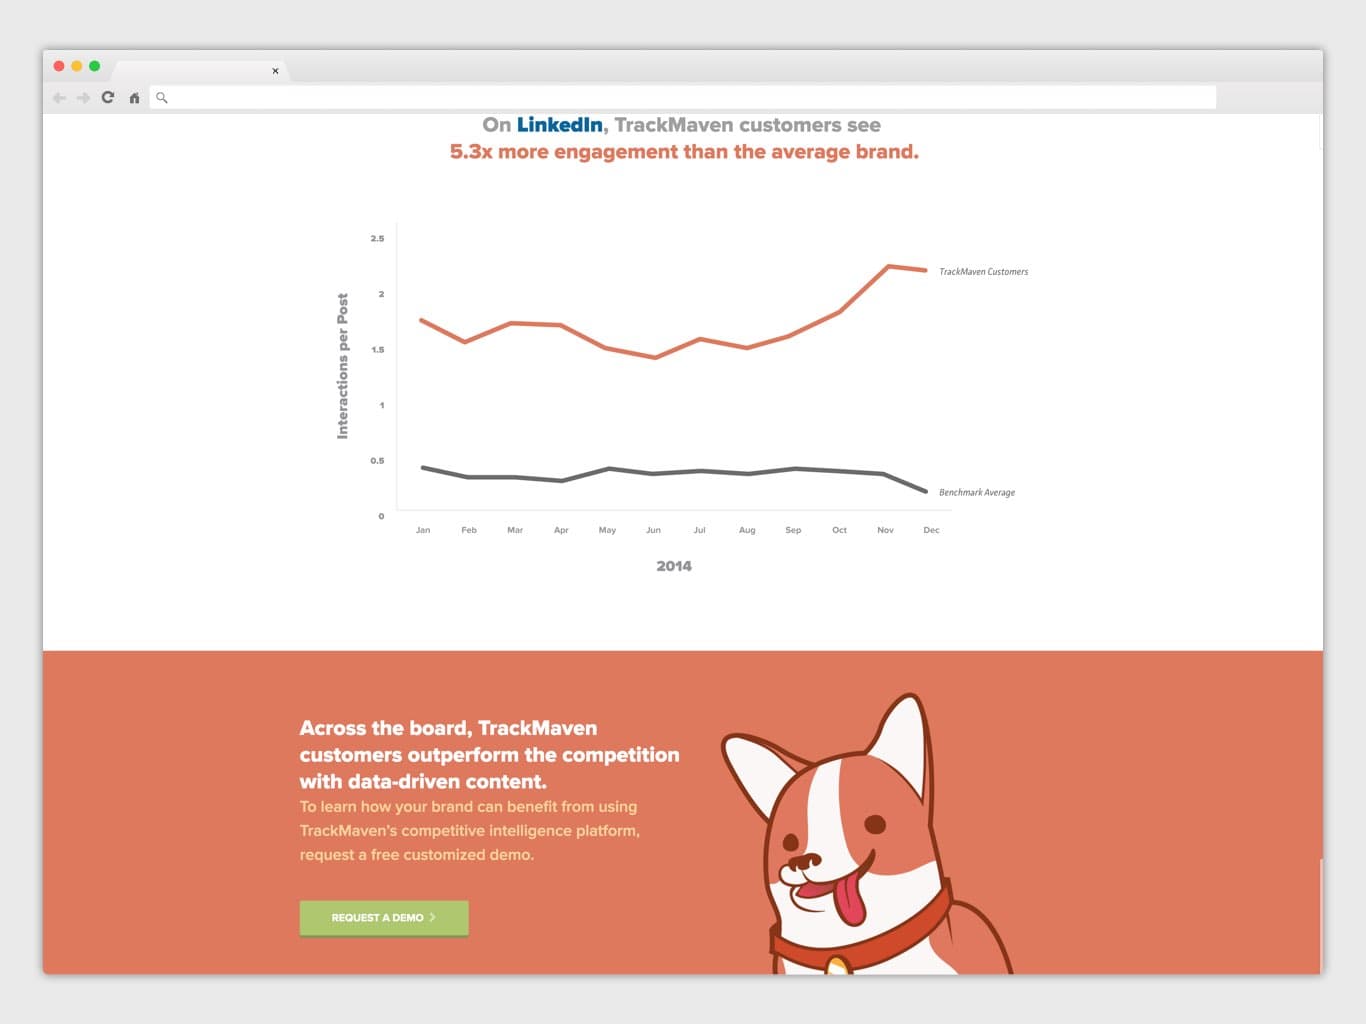 On LinkedIn, TrackMaven customers see
5.3x more engagement than the average brand.
2.5
2
1.5
1
0.5
0
Interactions per Post
TrackMaven Customers
Benchmark Average
Jan Feb Mar Apr May Jun Jul Aug Sep Oct Nov Dec
2014
Across the board, TrackMaven
customers outperform the competition
with data-driven content.
To learn how your brand can benefit from using
TrackMaven's competitive intelligence platform,
request a free customized demo.
REQUEST A DEMO